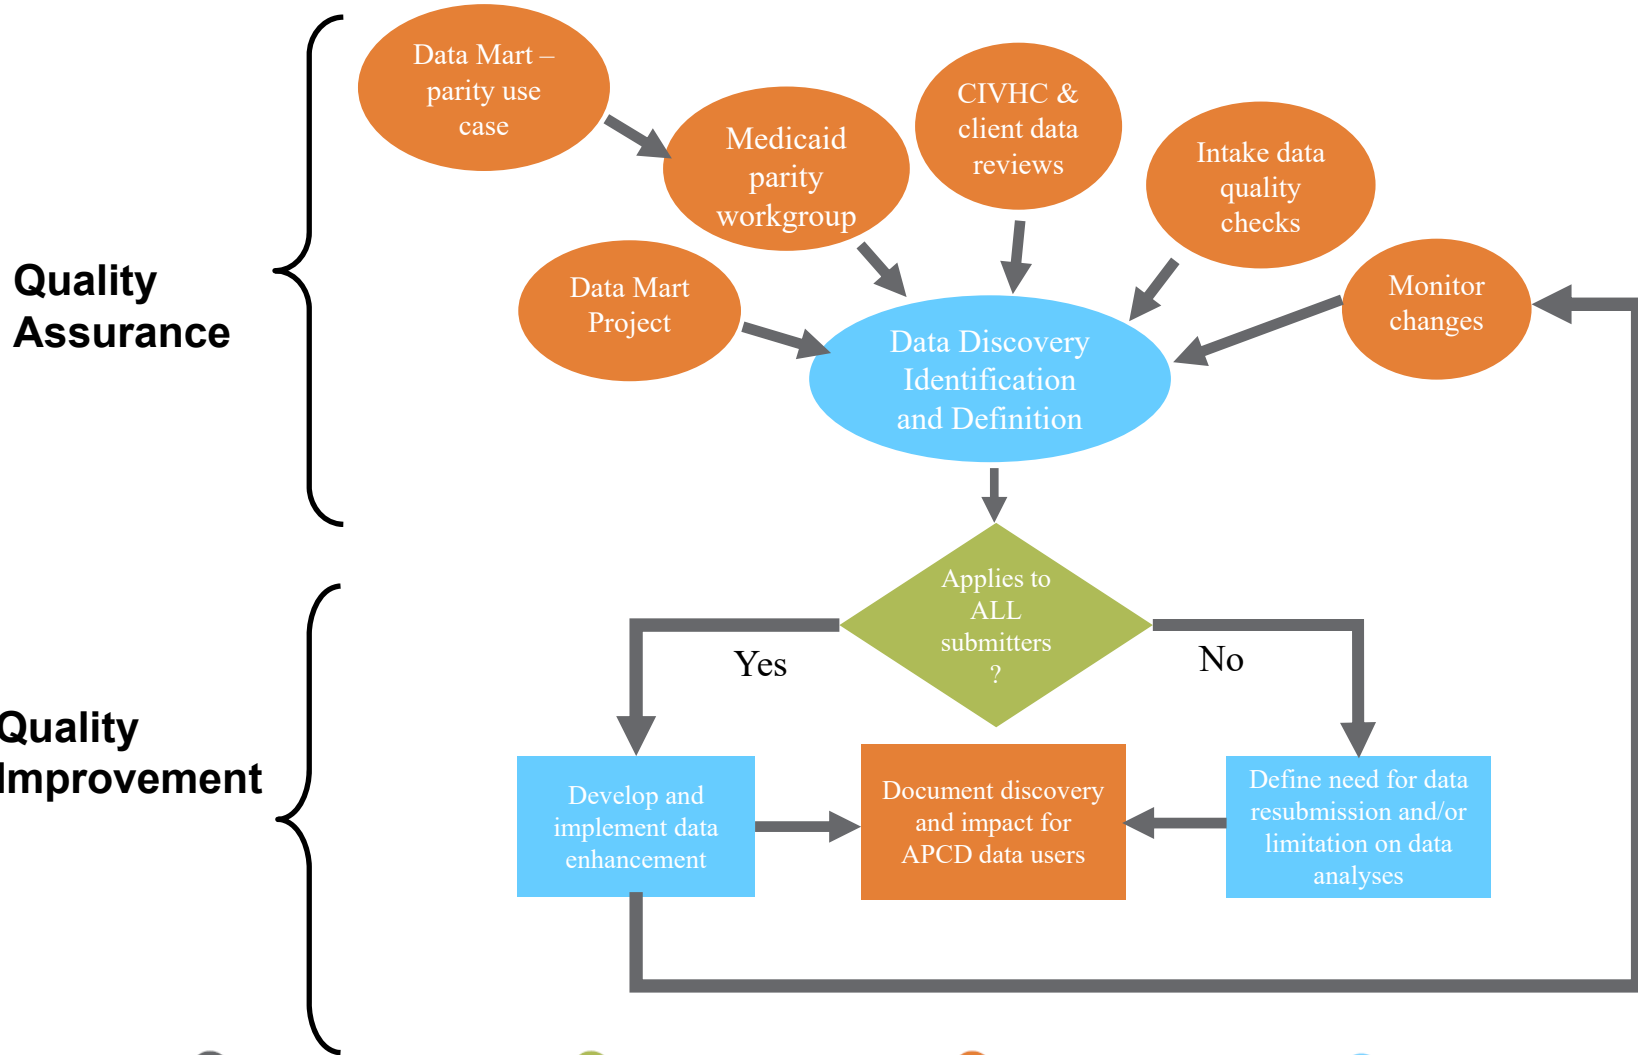 Data Mart –
parity use
case
Medicaid
parity
workgroup
CIVHC &
client data
reviews
Intake data
quality
checks
Quality
Assurance
Data Mart
Project
Monitor
changes
Data Discovery
Identification
and Definition
Applies to
ALL
submitters
?
Yes
No
Quality
Improvement
Develop and
implement data
enhancement
Document discovery
and impact for
APCD data users
Define need for data
resubmission and/or
limitation on data
analyses